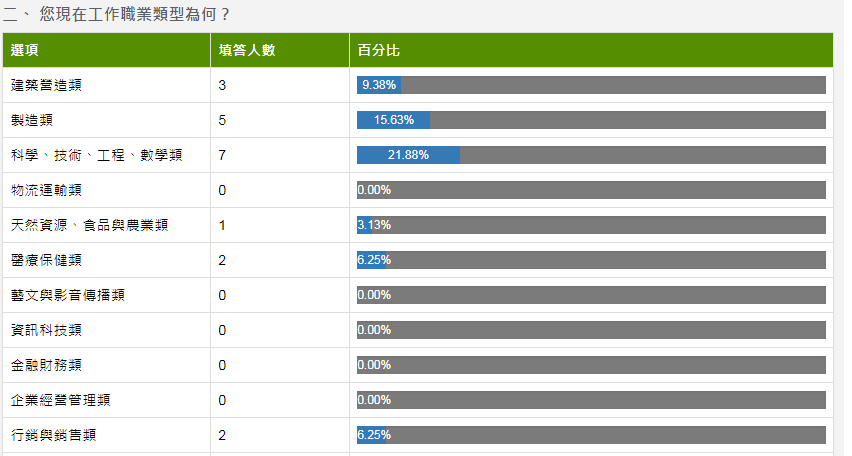 二、 您現在工作職業類型為何？
選項 填答人數 百分比
建築營造類 3 9.38%
製造類 5 15.63%
科學、技術、工程、數學類 7 21.88%
物流運輸類 0 0.00%
天然資源、食品與農業類 1 3.13%
醫療保健類 2 6.25%
藝文與影音傳播類 0 0.00%
資訊科技類 0 0.00%
金融財務類 0 0.00%
企業經營管理類 0 0.00%
行銷與銷售類 2 6.25%